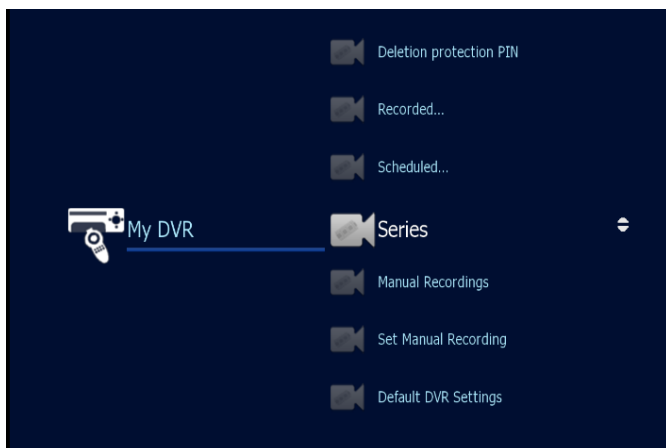 Deletion protection PIN
Recorded...
Scheduled...
My DVR
Series
Manual Recordings
Set Manual Recording
Default DVR Settings